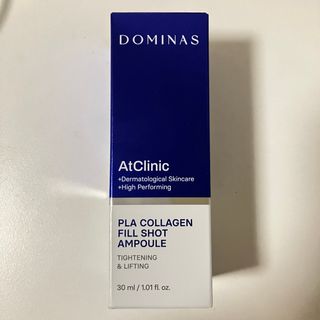 DOMINAS
AtClinic
+Dermatological Skincare
+High Performing
PLA COLLAGEN
FILL SHOT
AMPOULE
TIGHTENING
& LIFTING
30 ml / 1.01 fl. oz.